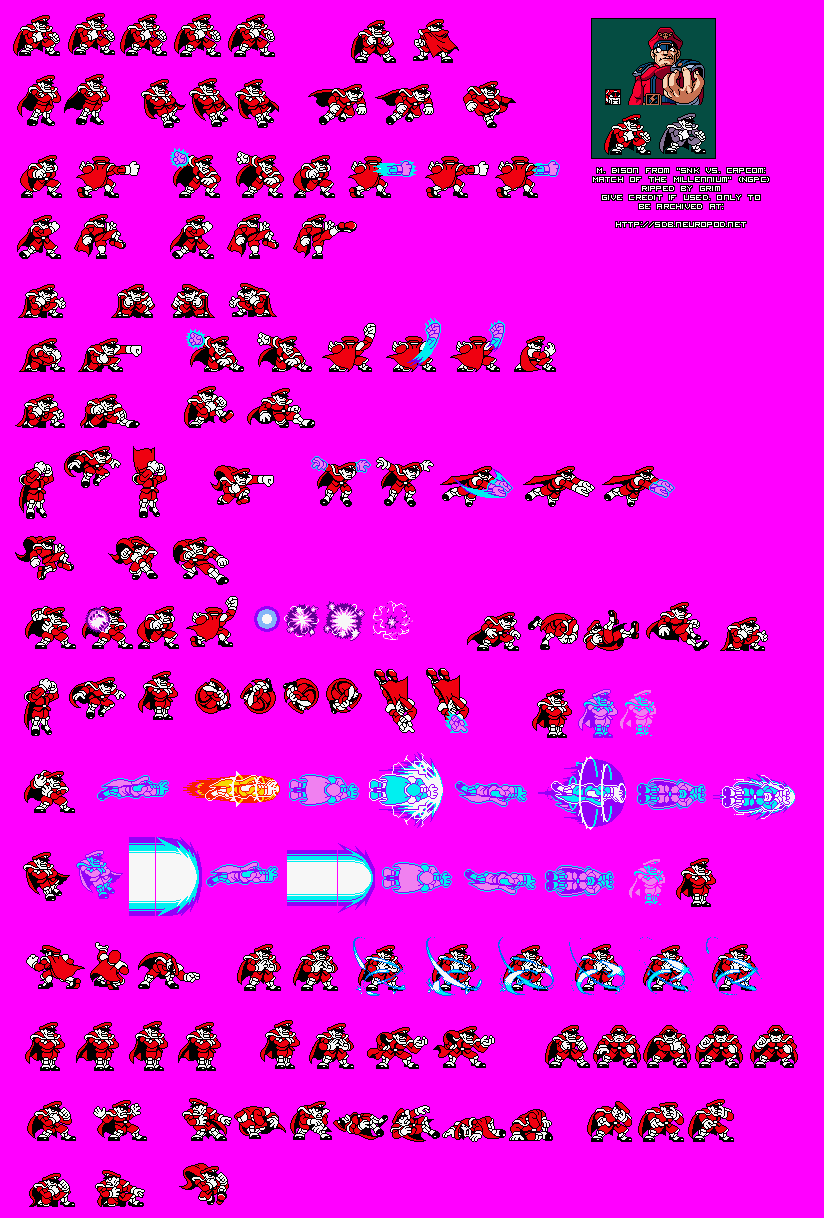 M. BISON FROM "SNK VS. CAPCOM:
MATCH OF THE MILLENNIUM" (NGPC)
RIPPED BY GRIM
GIVE CREDIT IF USED. ONLY TO
BE ARCHIVED AT:
HTTP://SDB.NEUROPOD.NET